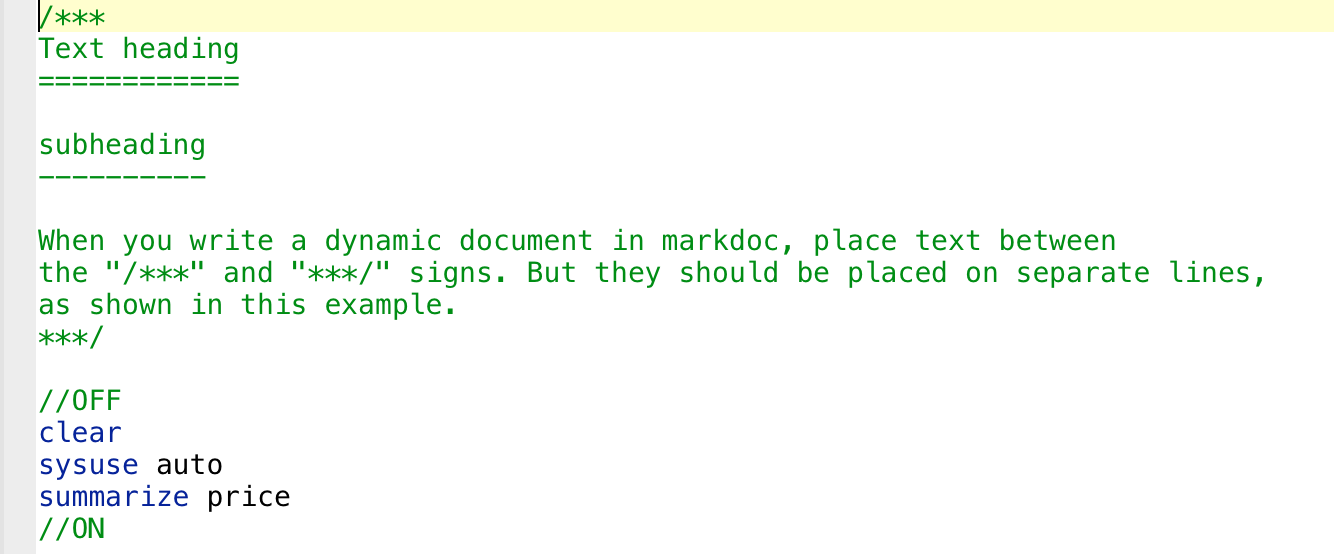 /***
Text heading
============
subheading
----------
When you write a dynamic document in markdoc, place text between
the "/***" and "***/" signs. But they should be placed on separate lines,
as shown in this example.
***/
//OFF
clear
sysuse auto
summarize price
//ON